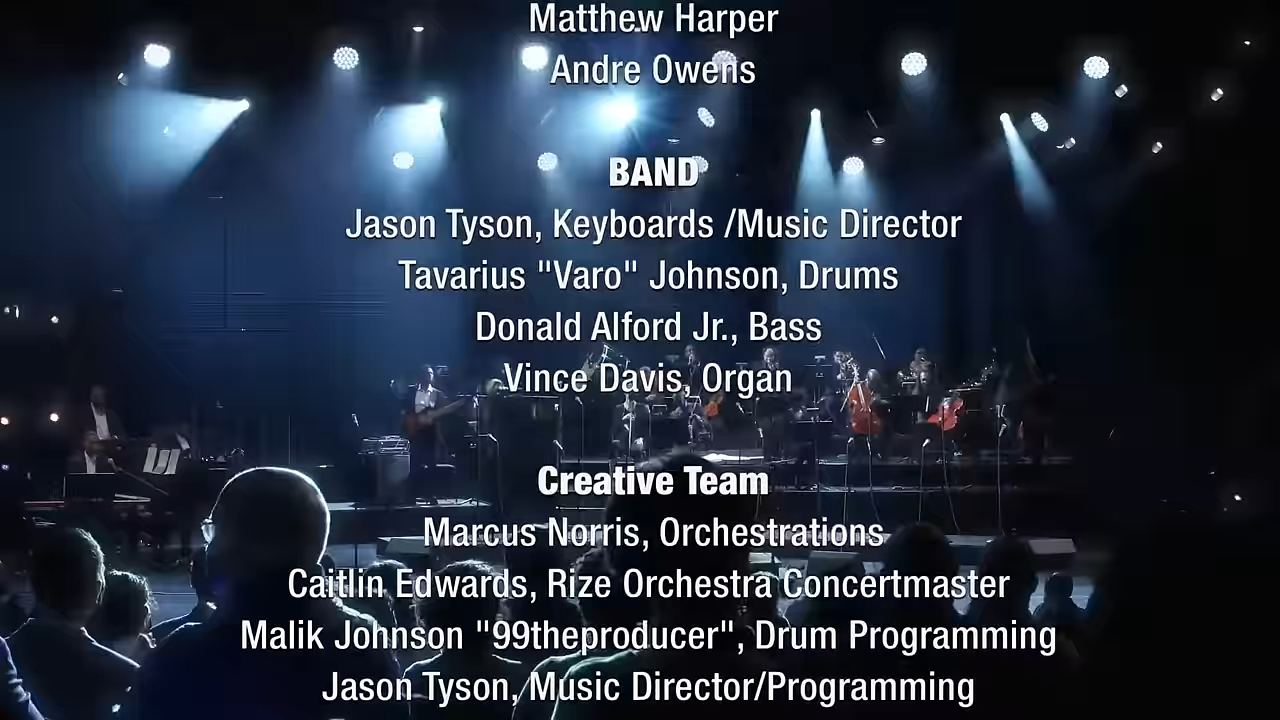 Matthew Harper
Andre Owens
BAND
Jason Tyson, Keyboards /Music Director
Tavarius "Varo" Johnson, Drums
Donald Alford Jr., Bass
Vince Davis, Organ
Creative Team
Marcus Norris, Orchestrations
Caitlin Edwards, Rize Orchestra Concertmaster
Malik Johnson "99theproducer", Drum Programming
Jason Tyson, Music Director/Programming